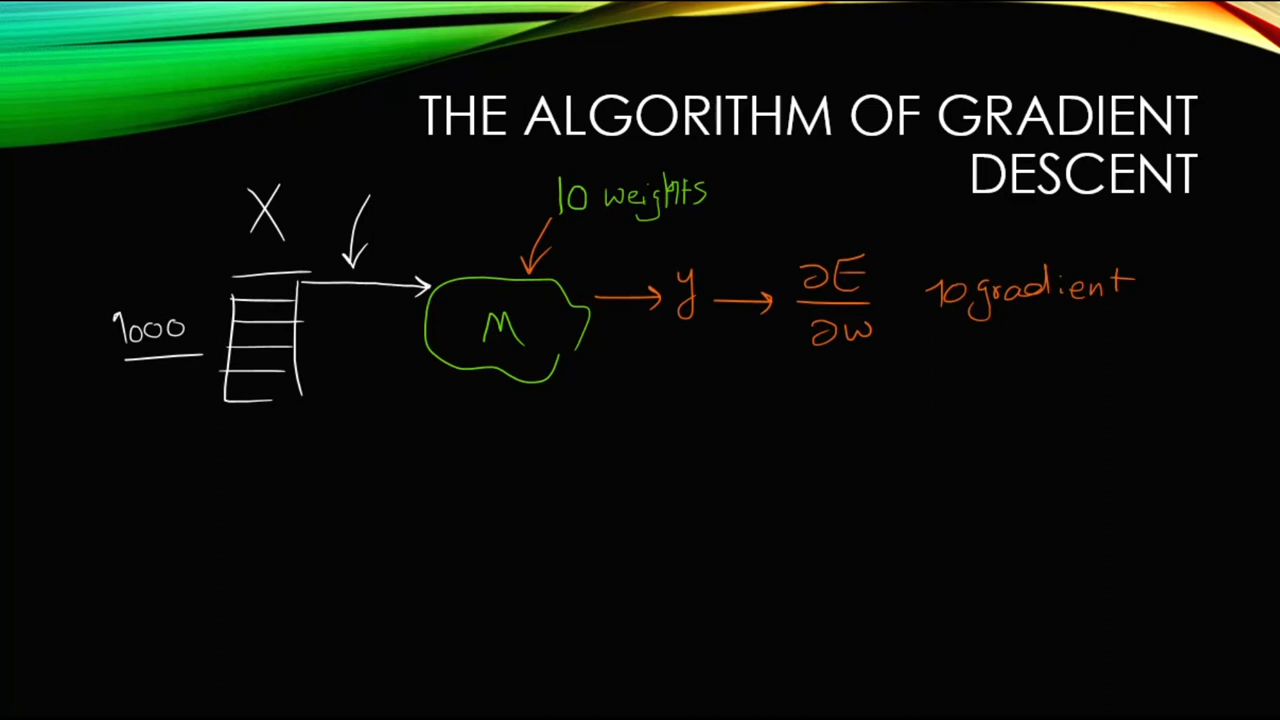 THE ALGORITHM OF GRADIENT
DESCENT
10 weights
X
1000
M
y
∂E
∂w
10 gradient